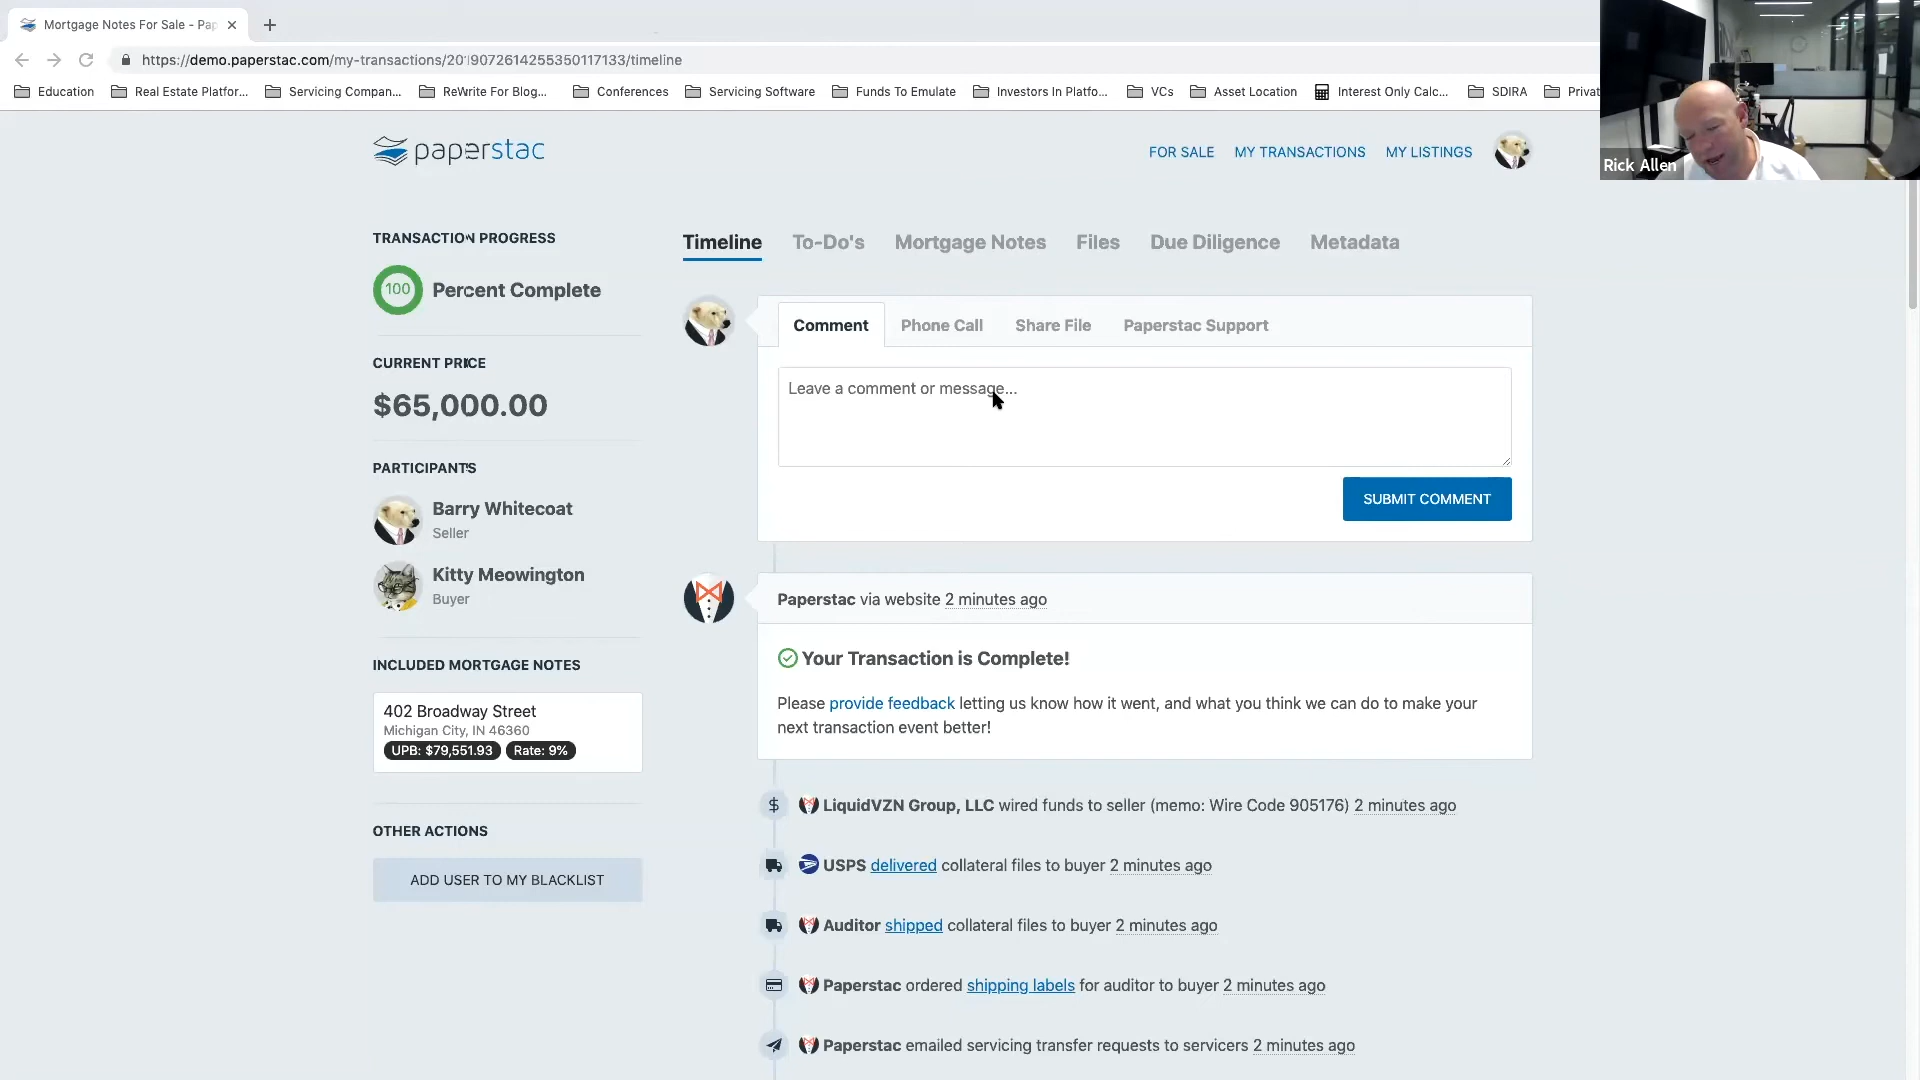 Mortgage Notes For Sale - Pap
https://demo.paperstac.com/my-transactions/20190726142553501​17133/timeline
Education
Real Estate Platfor...
Servicing Compan...
ReWrite For Blog...
Conferences
Servicing Software
Funds To Emulate
Investors In Platfo...
VCs
Asset Location
Interest Only Calc...
SDIRA
Privat
Rick Allen
paperstac
FOR SALE
MY TRANSACTIONS
MY LISTINGS
TRANSACTION PROGRESS
100
Percent Complete
CURRENT PRICE
$65,000.00
PARTICIPANTS
Barry Whitecoat
Seller
Kitty Meowington
Buyer
INCLUDED MORTGAGE NOTES
402 Broadway Street
Michigan City, IN 46360
UPB: $79,551.93 Rate: 9%
OTHER ACTIONS
ADD USER TO MY BLACKLIST
Timeline
To-Do's
Mortgage Notes
Files
Due Diligence
Metadata
Comment
Phone Call
Share File
Paperstac Support
Leave a comment or message...
SUBMIT COMMENT
Paperstac via website 2 minutes ago
Your Transaction is Complete!
Please provide feedback letting us know how it went, and what you think we can do to make your
next transaction event better!
$
LiquidVZN Group, LLC wired funds to seller (memo: Wire Code 905176) 2 minutes ago
USPS delivered collateral files to buyer 2 minutes ago
Auditor shipped collateral files to buyer 2 minutes ago
Paperstac ordered shipping labels for auditor to buyer 2 minutes ago
Paperstac emailed servicing transfer requests to servicers 2 minutes ago